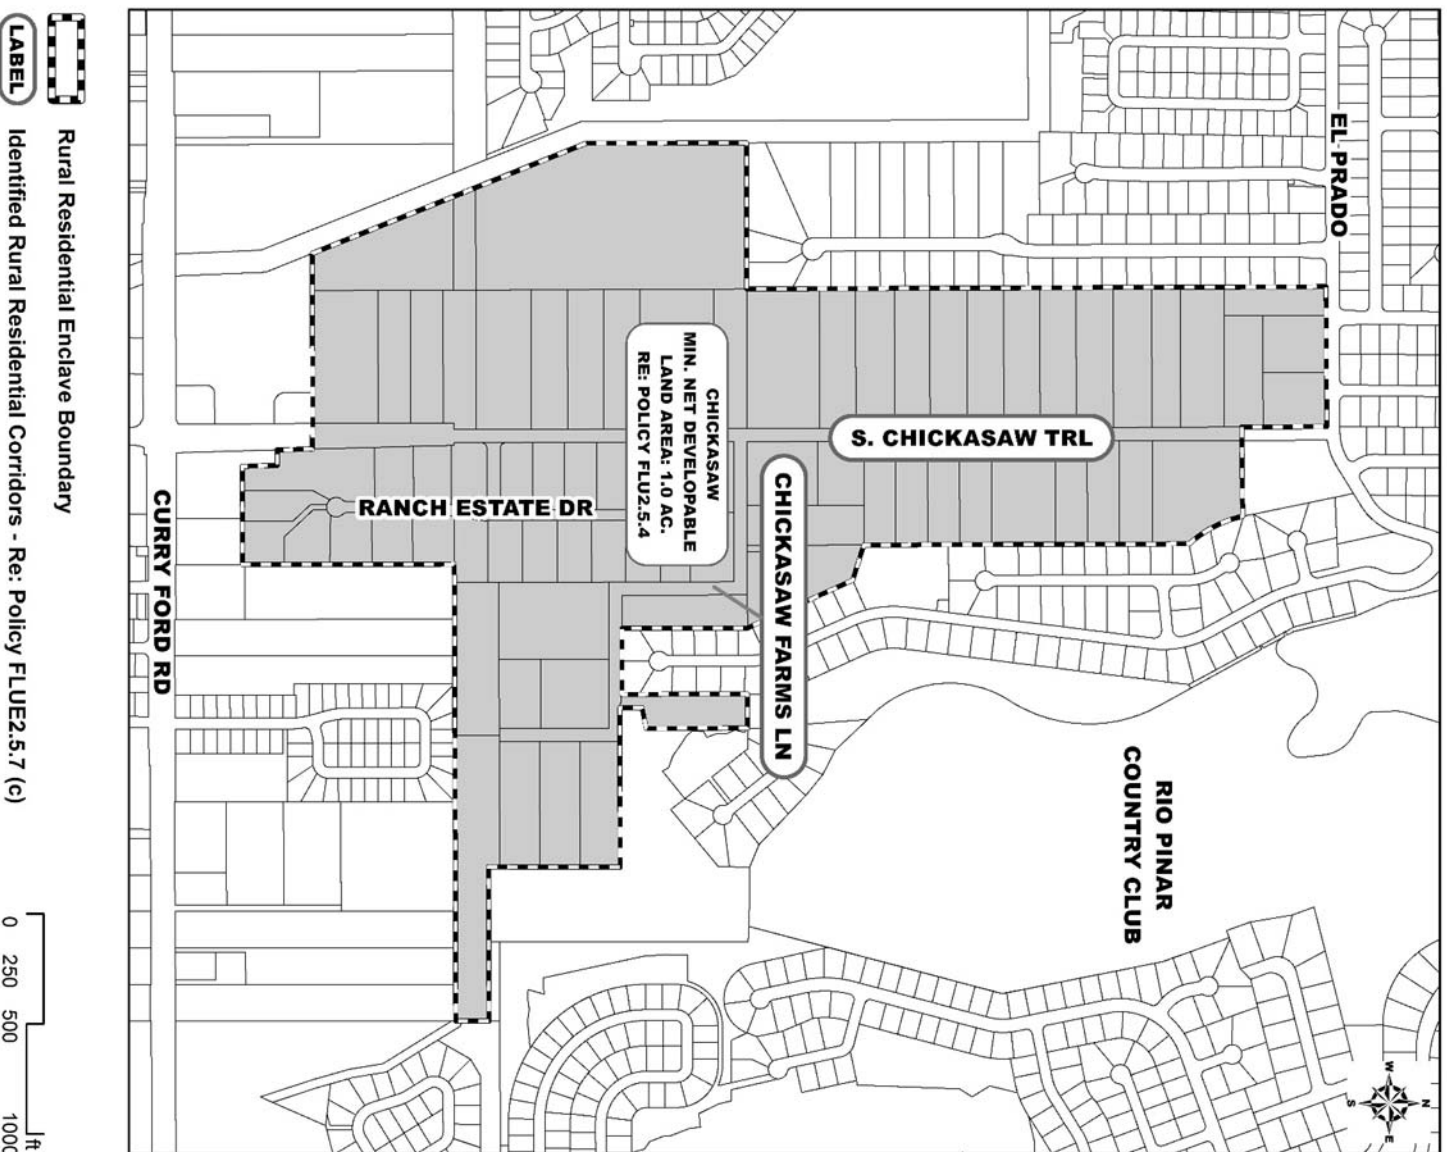 EL PRADO
S. CHICKASAW TRL
CHICKASAW
MIN. NET DEVELOPABLE
LAND AREA: 1.0 AC.
RE: POLICY FLU2.5.4
CHICKASAW FARMS LN
RANCH ESTATE DR
CURRY FORD RD
RIO PINAR
COUNTRY CLUB
N
W
E
S
Rural Residential Enclave Boundary
LABEL
Identified Rural Residential Corridors - Re: Policy FLUE2.5.7 (c)
0 250 500 1000
ft